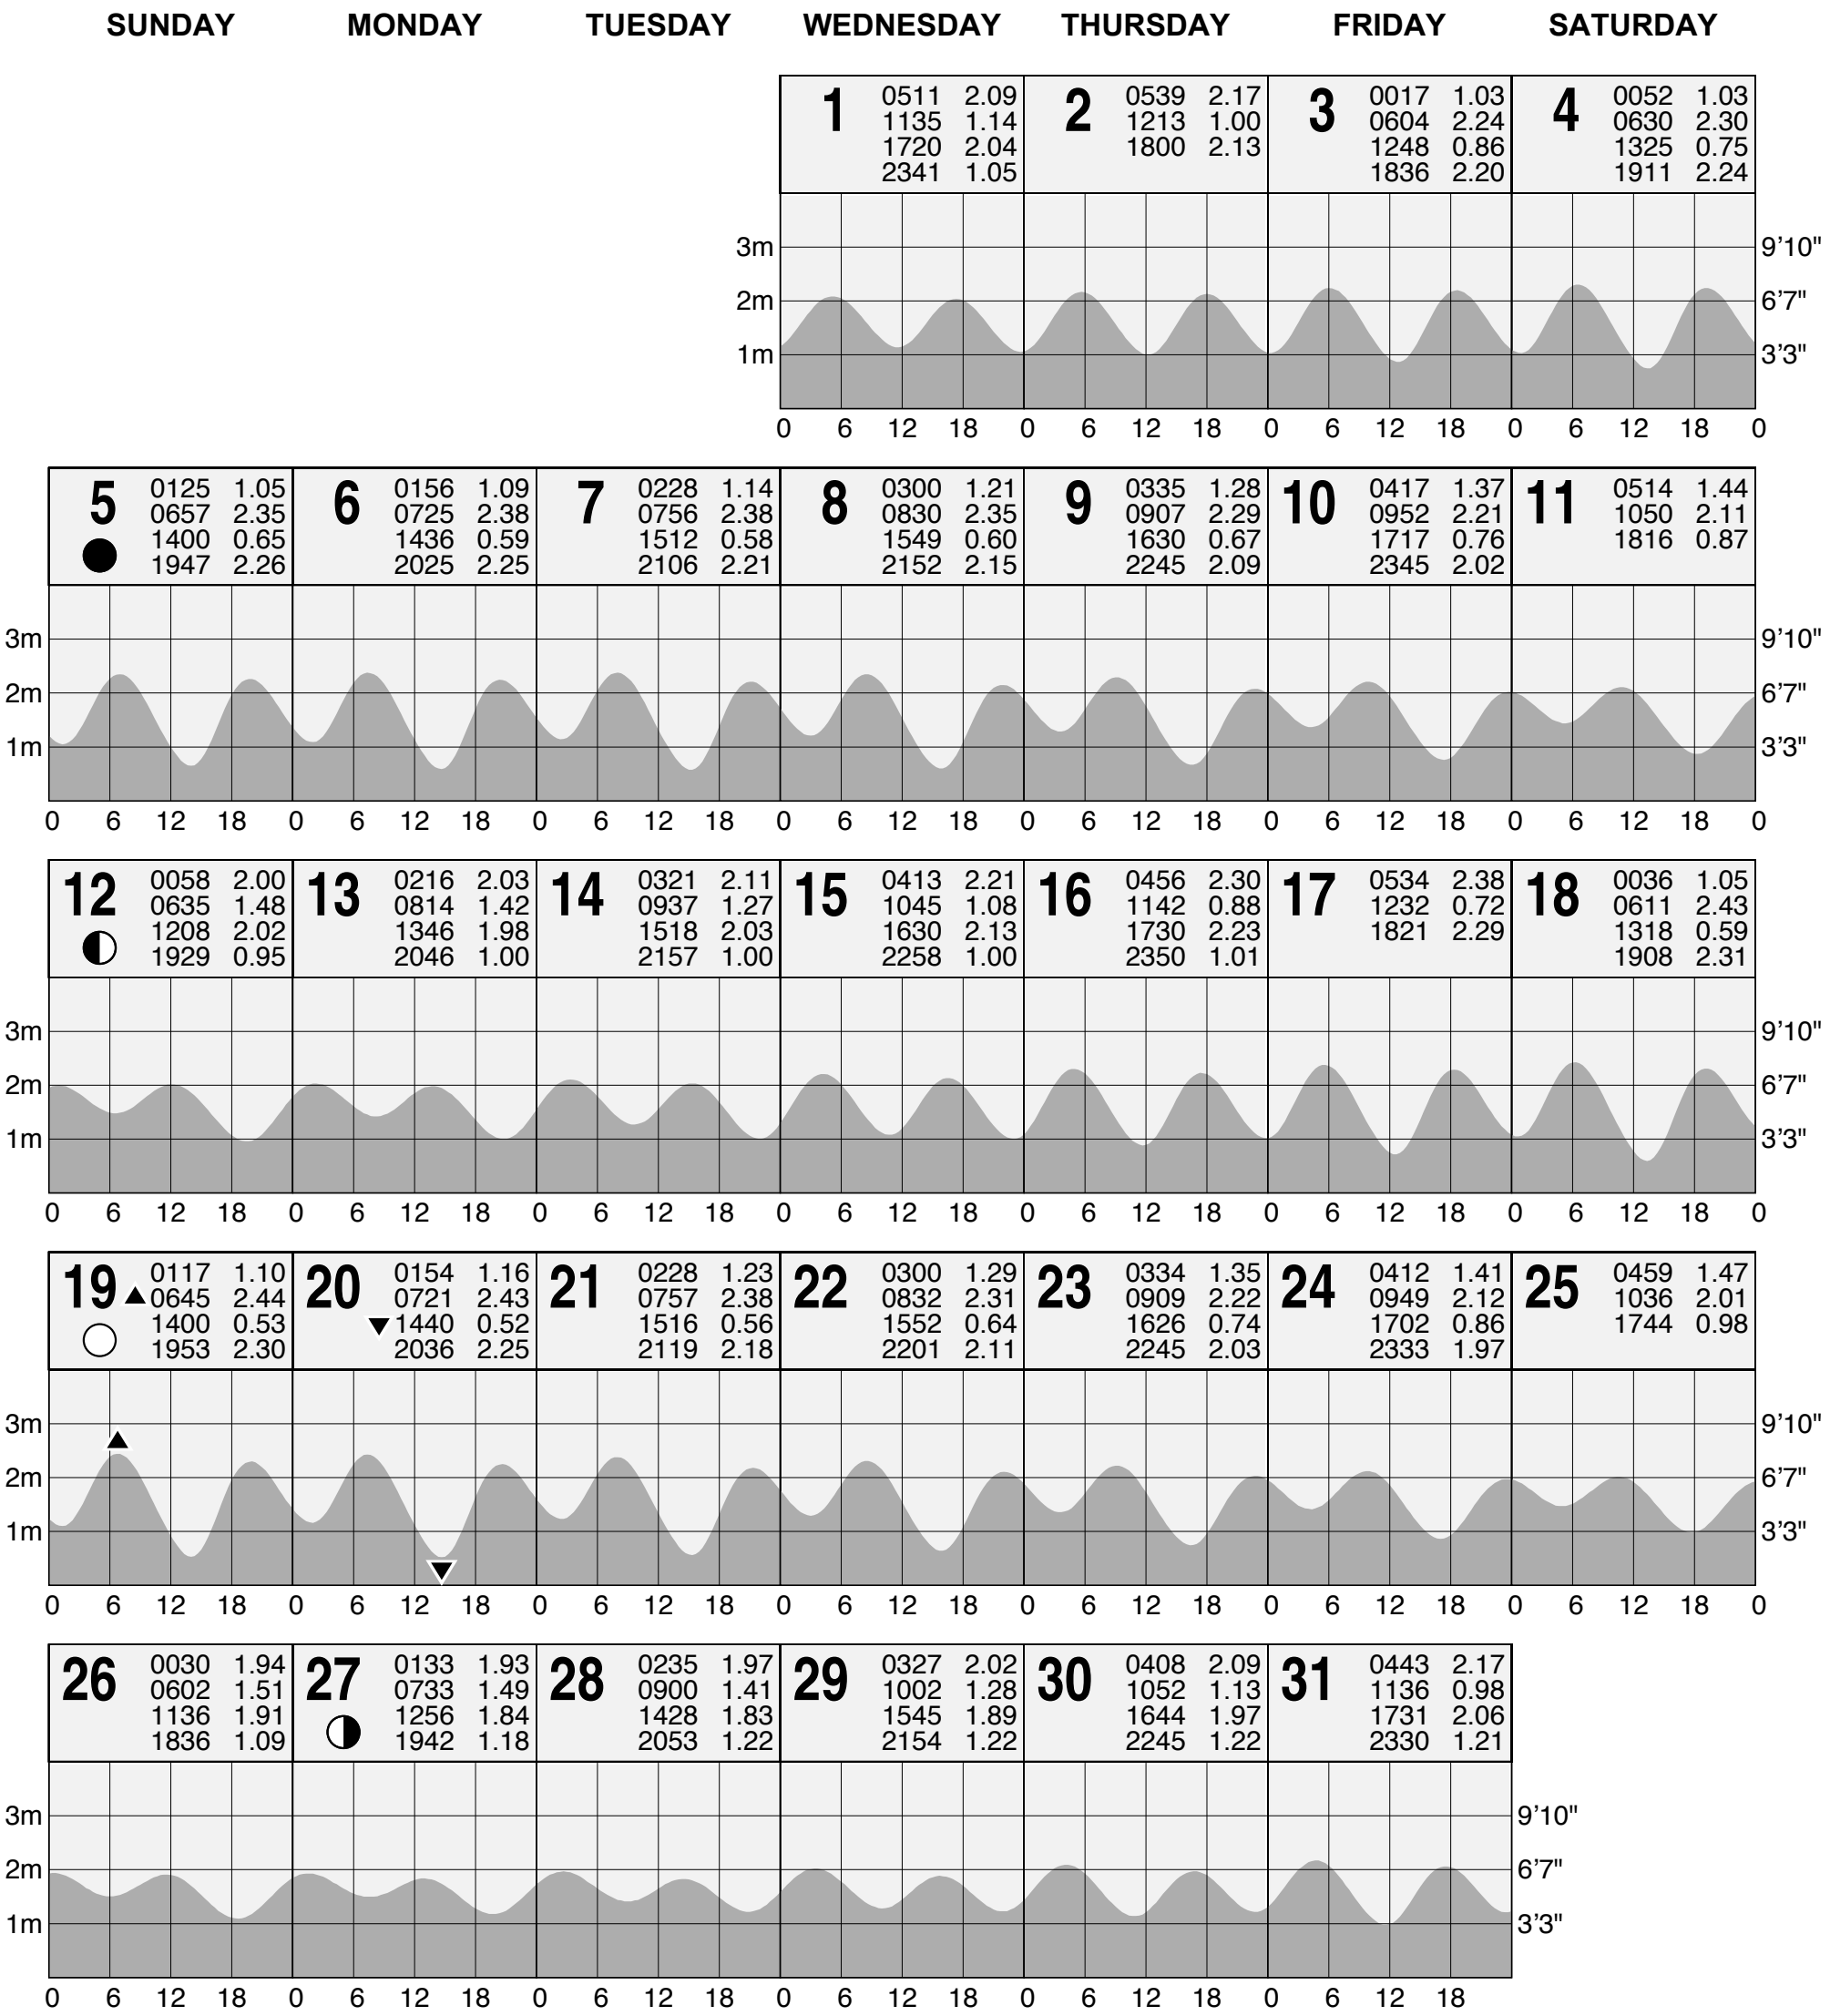 SUNDAY MONDAY TUESDAY WEDNESDAY THURSDAY FRIDAY SATURDAY
1 0511 2.09 2 0539 2.17 3 0017 1.03 4 0052 1.03
1135 1.14 1213 1.00 0604 2.24 0630 2.30
1720 2.04 1800 2.13 1248 0.86 1325 0.75
2341 1.05 1836 2.20 1911 2.24
3m 9'10"
2m 6'7"
1m 3'3"
0 6 12 18 0 6 12 18 0 6 12 18 0 6 12 18 0
5 0125 1.05 6 0156 1.09 7 0228 1.14 8 0300 1.21 9 0335 1.28 10 0417 1.37 11 0514 1.44
0657 2.35 0725 2.38 0756 2.38 0830 2.35 0907 2.29 0952 2.21 1050 2.11
1400 0.65 1436 0.59 1512 0.58 1549 0.60 1630 0.67 1717 0.76 1816 0.87
1947 2.26 2025 2.25 2106 2.21 2152 2.15 2245 2.09 2345 2.02
3m 9'10"
2m 6'7"
1m 3'3"
0 6 12 18 0 6 12 18 0 6 12 18 0 6 12 18 0 6 12 18 0 6 12 18 0 6 12 18 0
12 0058 2.00 13 0216 2.03 14 0321 2.11 15 0413 2.21 16 0456 2.30 17 0534 2.38 18 0036 1.05
0635 1.48 0814 1.42 0937 1.27 1045 1.08 1142 0.88 1232 0.72 0611 2.43
1208 2.02 1346 1.98 1518 2.03 1630 2.13 1730 2.23 1821 2.29 1318 0.59
1929 0.95 2046 1.00 2157 1.00 2258 1.00 2350 1.01 1908 2.31
3m 9'10"
2m 6'7"
1m 3'3"
0 6 12 18 0 6 12 18 0 6 12 18 0 6 12 18 0 6 12 18 0 6 12 18 0 6 12 18 0
19 0117 1.10 20 0154 1.16 21 0228 1.23 22 0300 1.29 23 0334 1.35 24 0412 1.41 25 0459 1.47
0645 2.44 0721 2.43 0757 2.38 0832 2.31 0909 2.22 0949 2.12 1036 2.01
1400 0.53 1440 0.52 1516 0.56 1552 0.64 1626 0.74 1702 0.86 1744 0.98
1953 2.30 2036 2.25 2119 2.18 2201 2.11 2245 2.03 2333 1.97
3m 9'10"
2m 6'7"
1m 3'3"
0 6 12 18 0 6 12 18 0 6 12 18 0 6 12 18 0 6 12 18 0 6 12 18 0 6 12 18 0
26 0030 1.94 27 0133 1.93 28 0235 1.97 29 0327 2.02 30 0408 2.09 31 0443 2.17
0602 1.51 0733 1.49 0900 1.41 1002 1.28 1052 1.13 1136 0.98
1136 1.91 1256 1.84 1428 1.83 1545 1.89 1644 1.97 1731 2.06
1836 1.09 1942 1.18 2053 1.22 2154 1.22 2245 1.22 2330 1.21
3m 9'10"
2m 6'7"
1m 3'3"
0 6 12 18 0 6 12 18 0 6 12 18 0 6 12 18 0 6 12 18 0 6 12 18